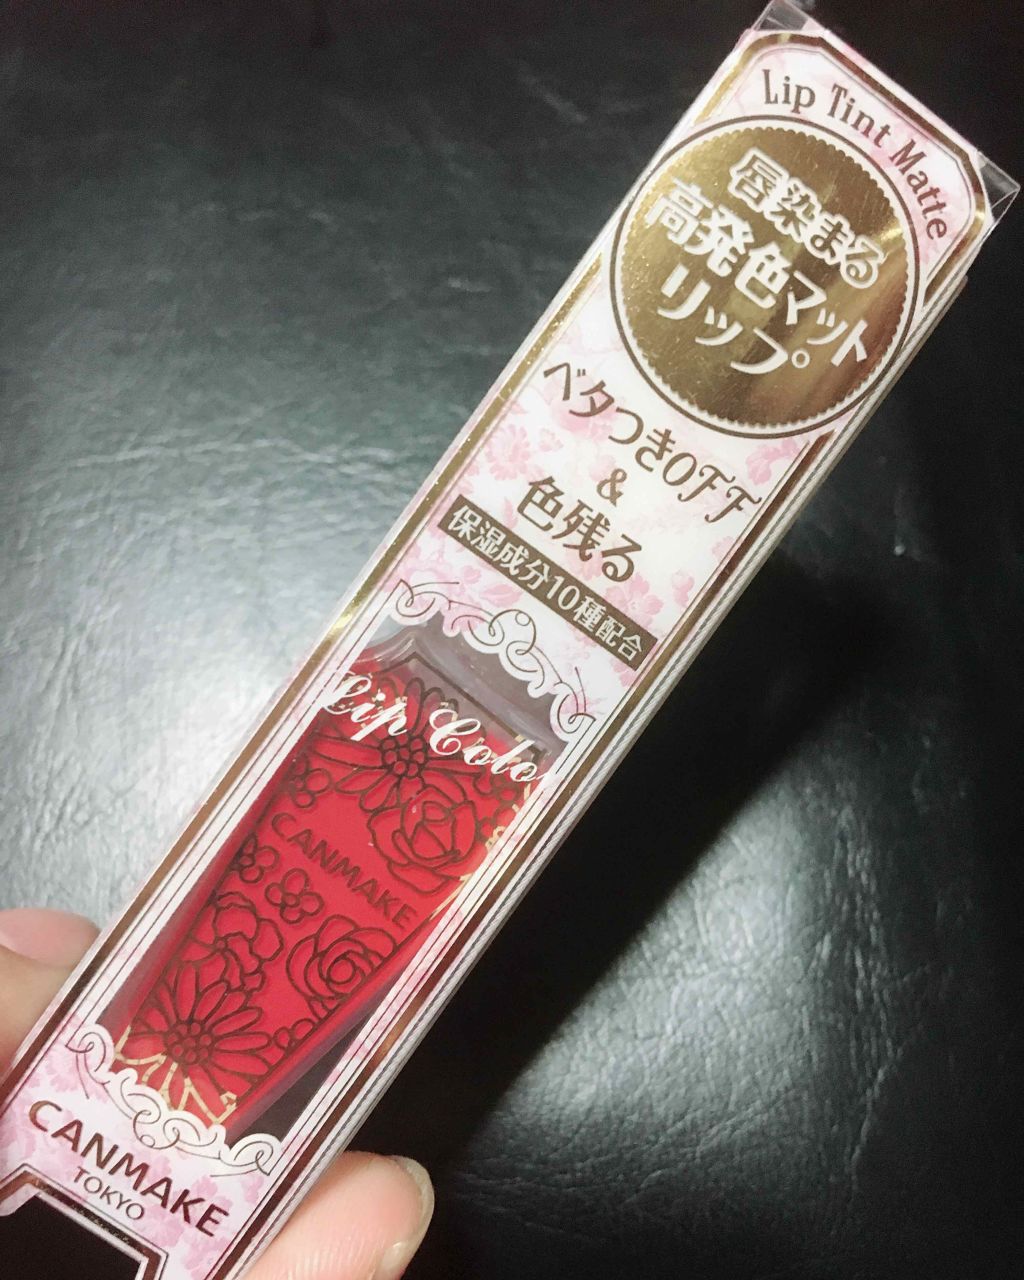 Lip Tint Matte
唇染まる
高発色マット
リップ
ベタつきOFF
&
色残る
保湿成分10種配合
Lip Color
CANMAKE
CANMAKE
TOKYO